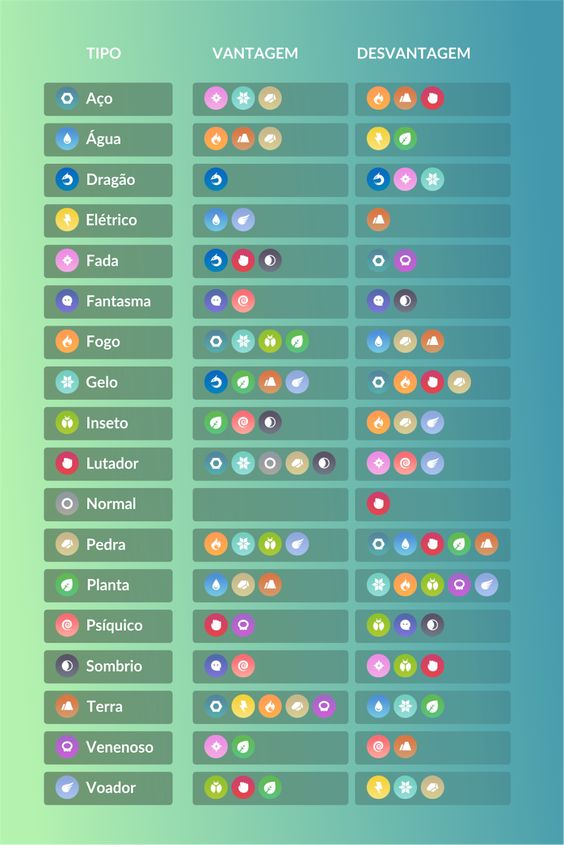 TIPO VANTAGEM DESVANTAGEM
Aço
Água
Dragão
Elétrico
Fada
Fantasma
Fogo
Gelo
Inseto
Lutador
Normal
Pedra
Planta
Psíquico
Sombrio
Terra
Venenoso
Voador